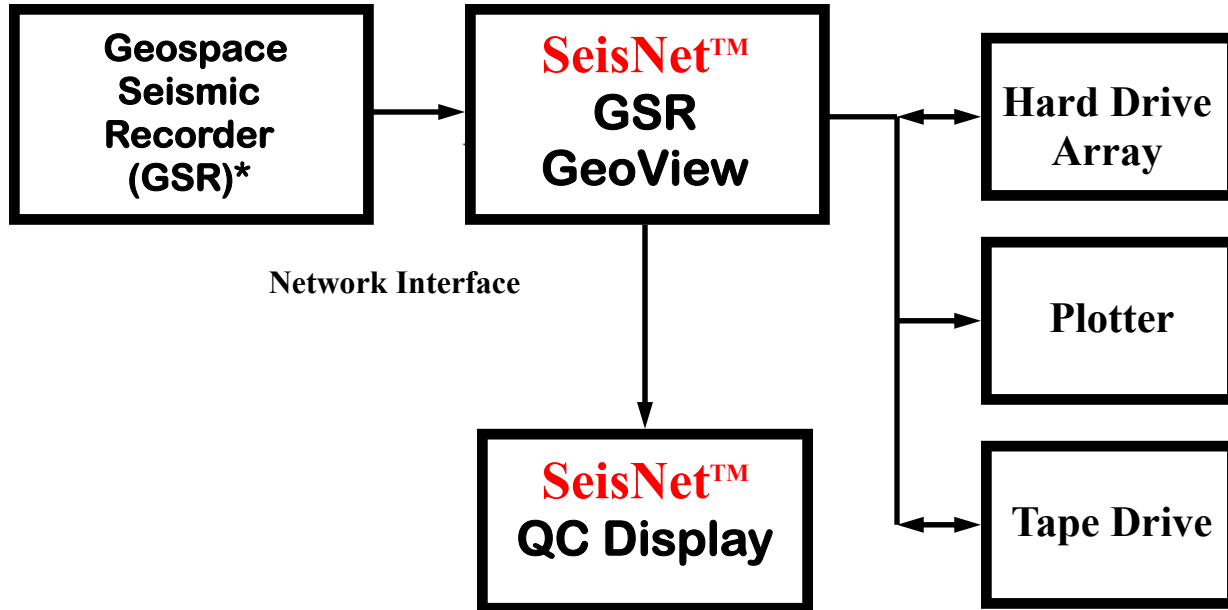 Geospace
Seismic
Recorder
(GSR)*
SeisNet™
GSR
GeoView
Hard Drive
Array
Network Interface
Plotter
SeisNet™
QC Display
Tape Drive